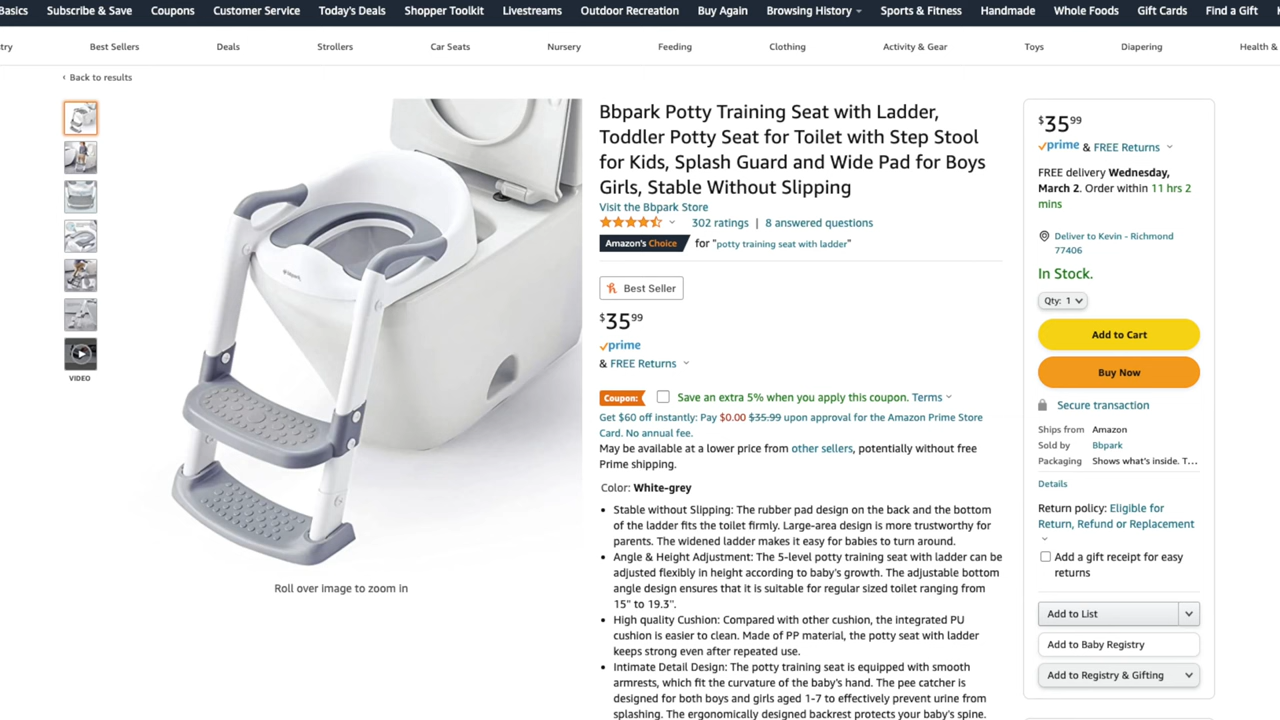 Basics Subscribe & Save Coupons Customer Service Today's Deals Shopper Toolkit Livestreams Outdoor Recreation Buy Again Browsing History Sports & Fitness Handmade Whole Foods Gift Cards Find a Gift
Best Sellers Deals Strollers Car Seats Nursery Feeding Clothing Activity & Gear Toys Diapering Health &
‹ Back to results
VIDEO
bbpark
Roll over image to zoom in
Bbpark Potty Training Seat with Ladder,
Toddler Potty Seat for Toilet with Step Stool
for Kids, Splash Guard and Wide Pad for Boys
Girls, Stable Without Slipping
Visit the Bbpark Store
302 ratings | 8 answered questions
Amazon's Choice for "potty training seat with ladder"
Best Seller
$35 99
prime
& FREE Returns
Coupon: Save an extra 5% when you apply this coupon. Terms
Get $60 off instantly: Pay $0.00 $35.99 upon approval for the Amazon Prime Store
Card. No annual fee.
May be available at a lower price from other sellers, potentially without free
Prime shipping.
Color: White-grey
• Stable without Slipping: The rubber pad design on the back and the bottom
of the ladder fits the toilet firmly. Large-area design is more trustworthy for
parents. The widened ladder makes it easy for babies to turn around.
• Angle & Height Adjustment: The 5-level potty training seat with ladder can be
adjusted flexibly in height according to baby's growth. The adjustable bottom
angle design ensures that it is suitable for regular sized toilet ranging from
15" to 19.3".
• High quality Cushion: Compared with other cushion, the integrated PU
cushion is easier to clean. Made of PP material, the potty seat with ladder
keeps strong even after repeated use.
• Intimate Detail Design: The potty training seat is equipped with smooth
armrests, which fit the curvature of the baby's hand. The pee catcher is
designed for both boys and girls aged 1-7 to effectively prevent urine from
splashing. The ergonomically designed backrest protects your baby's spine.
$35 99
prime & FREE Returns
FREE delivery Wednesday,
March 2. Order within 11 hrs 2
mins
Deliver to Kevin - Richmond
77406
In Stock.
Qty: 1
Add to Cart
Buy Now
Secure transaction
Ships from Amazon
Sold by Bbpark
Packaging Shows what's inside. T...
Details
Return policy: Eligible for
Return, Refund or Replacement
Add a gift receipt for easy
returns
Add to List
Add to Baby Registry
Add to Registry & Gifting